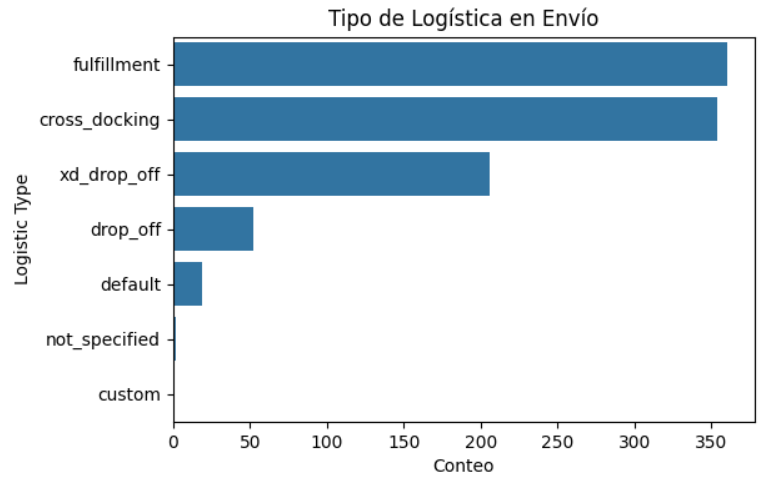 Tipo de Logística en Envío
fulfillment
cross_docking
xd_drop_off
drop_off
default
not_specified
custom
Logistic Type
0 50 100 150 200 250 300 350
Conteo